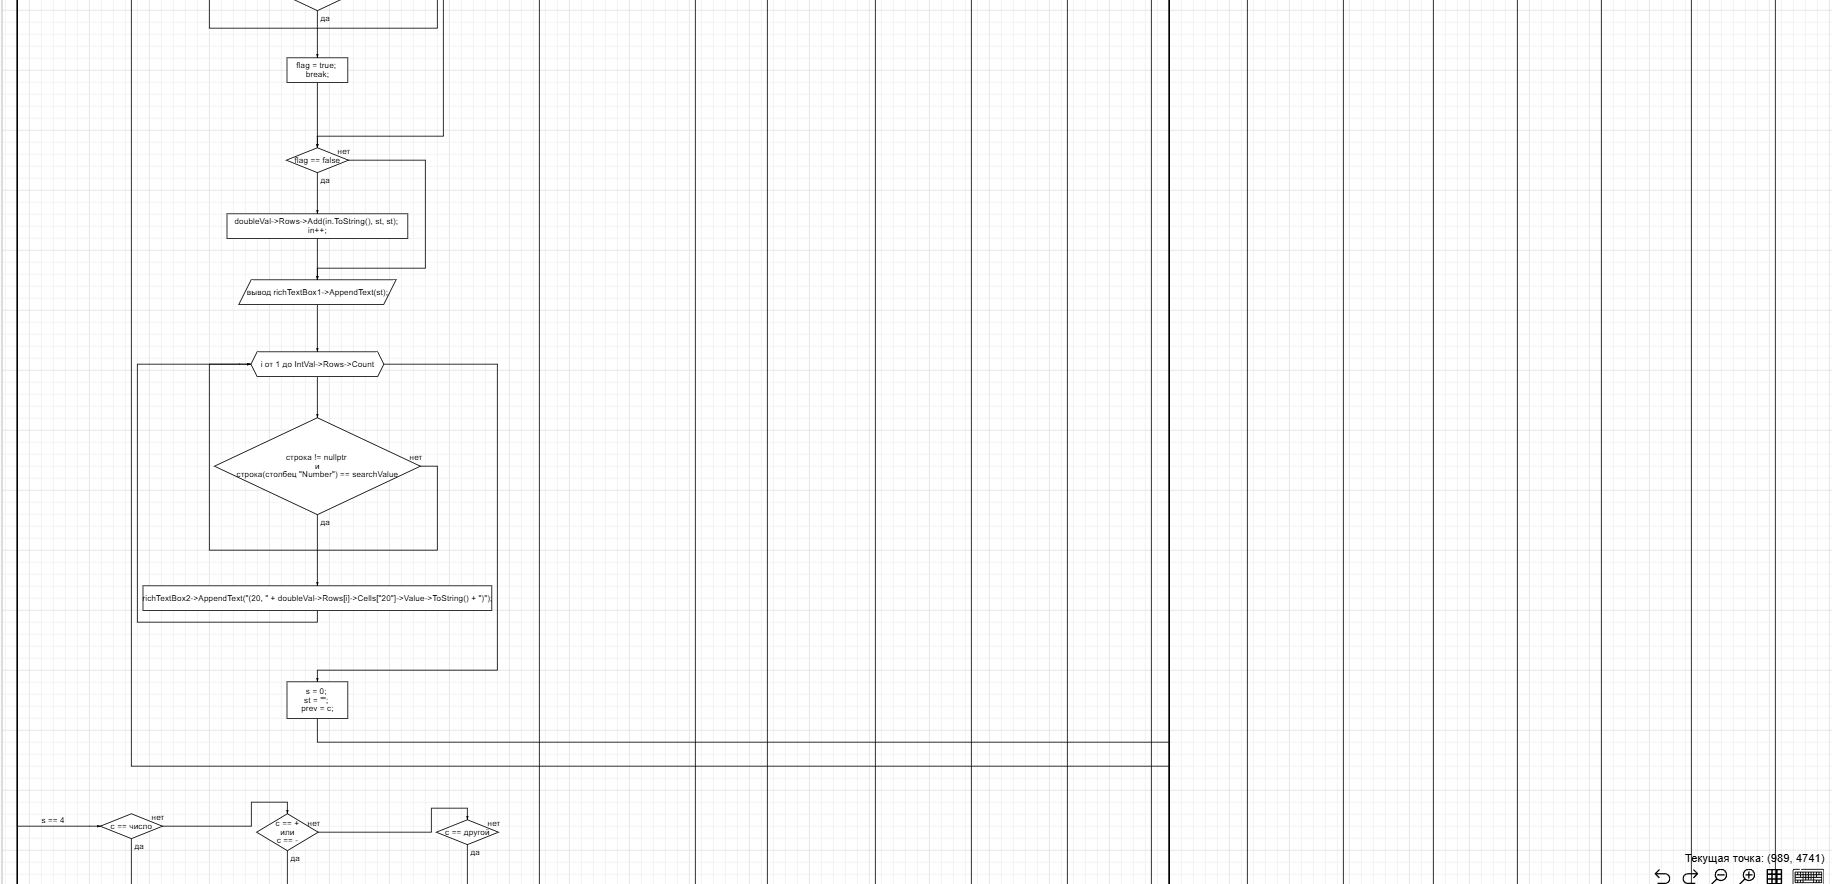 да
flag = true;
break;
нет
flag == false
да
doubleVal->Rows->Add(in.ToString(), st, st);
in++;
вывод richTextBox1->AppendText(st);
i от 1 до IntVal->Rows->Count
строка != nullptr
и
строка(столбец "Number") == searchValue
нет
да
richTextBox2->AppendText("(20, " + doubleVal->Rows[i]->Cells["20"]->Value->ToString() + ")");
s = 0;
st = "";
prev = c;
s == 4
c == число
нет
да
c == +
или
c == -
нет
да
c == другой
нет
да
Текущая точка: (989, 4741)